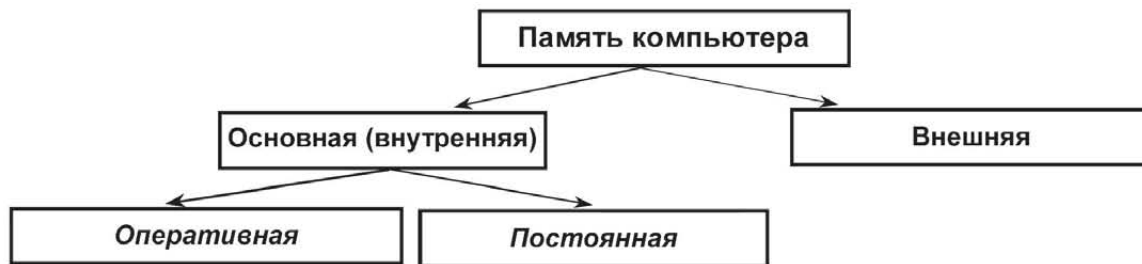 Память компьютера
Основная (внутренняя)
Внешняя
Оперативная
Постоянная